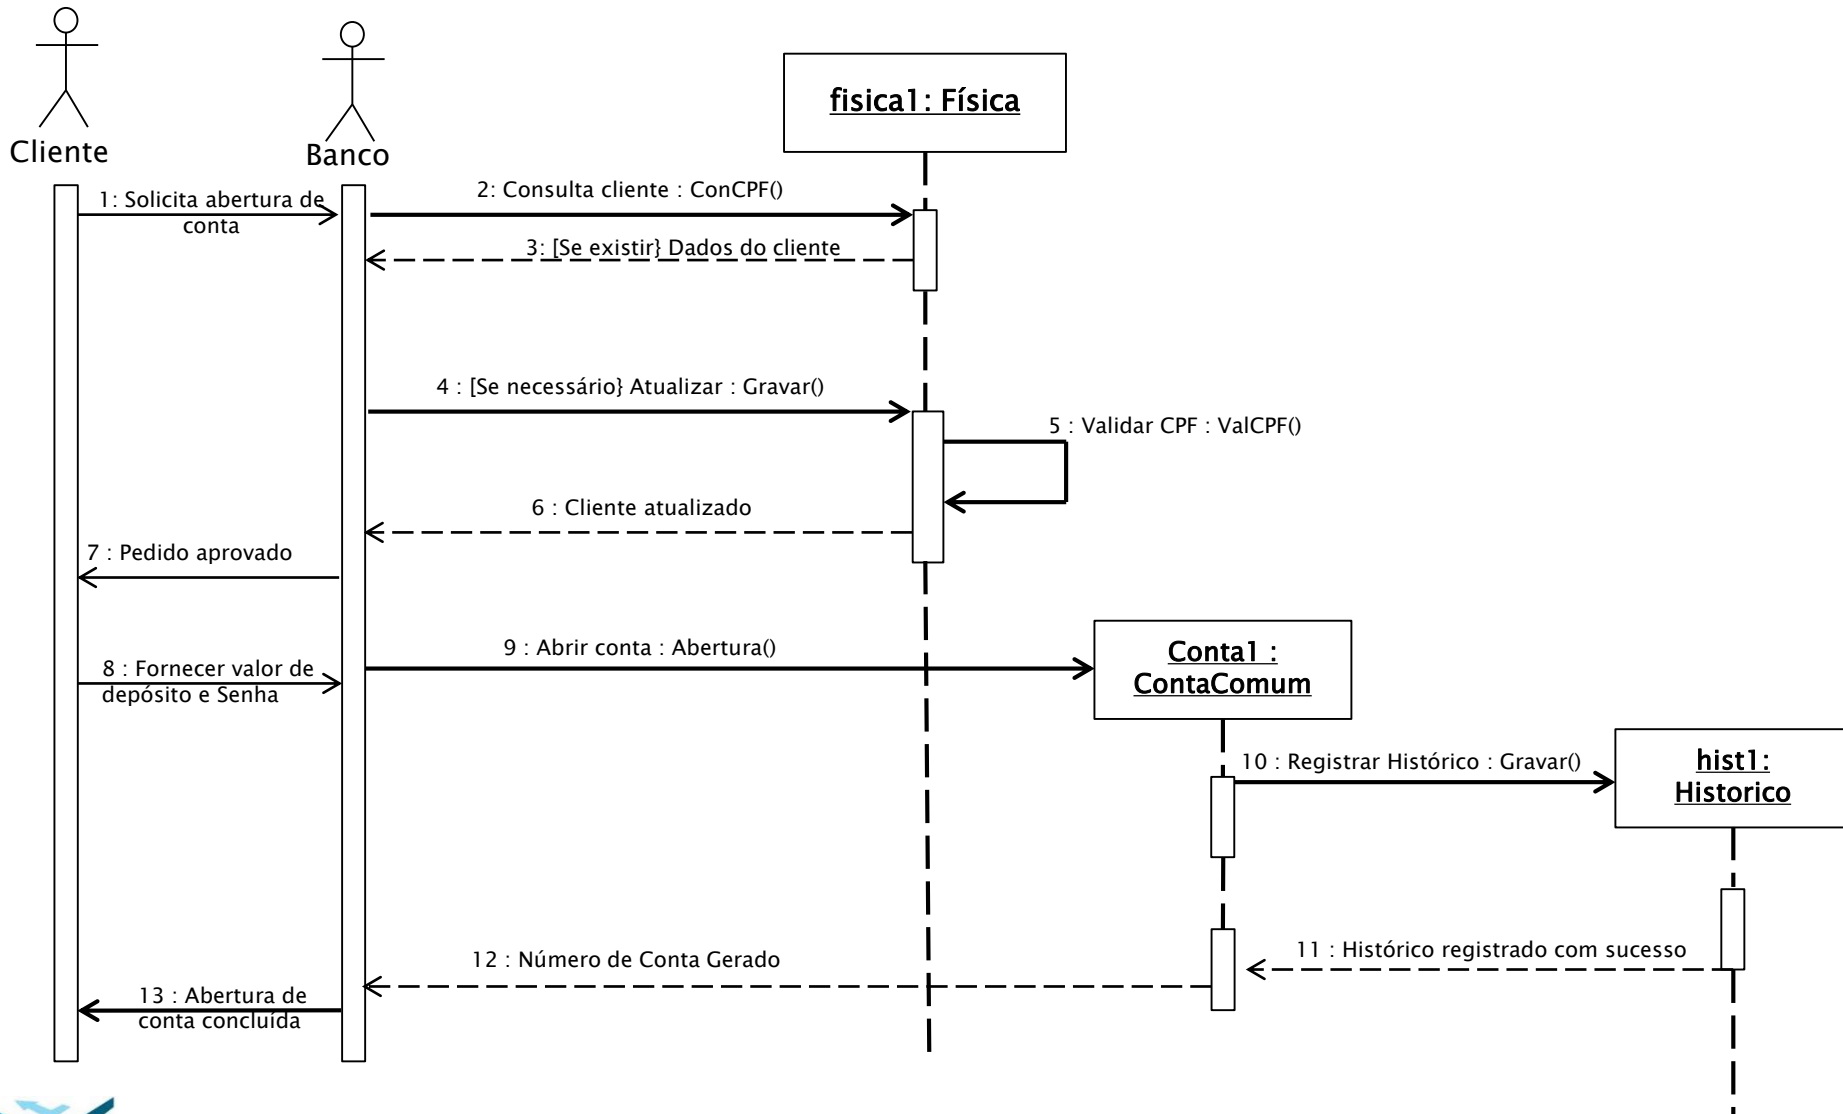 Cliente
Banco
fisica1: Física
1: Solicita abertura de
conta
2: Consulta cliente : ConCPF()
3: [Se existir} Dados do cliente
4 : [Se necessário} Atualizar : Gravar()
5 : Validar CPF : ValCPF()
6 : Cliente atualizado
7 : Pedido aprovado
8 : Fornecer valor de
depósito e Senha
9 : Abrir conta : Abertura()
Conta1 :
ContaComum
10 : Registrar Histórico : Gravar()
hist1:
Historico
11 : Histórico registrado com sucesso
12 : Número de Conta Gerado
13 : Abertura de
conta concluída